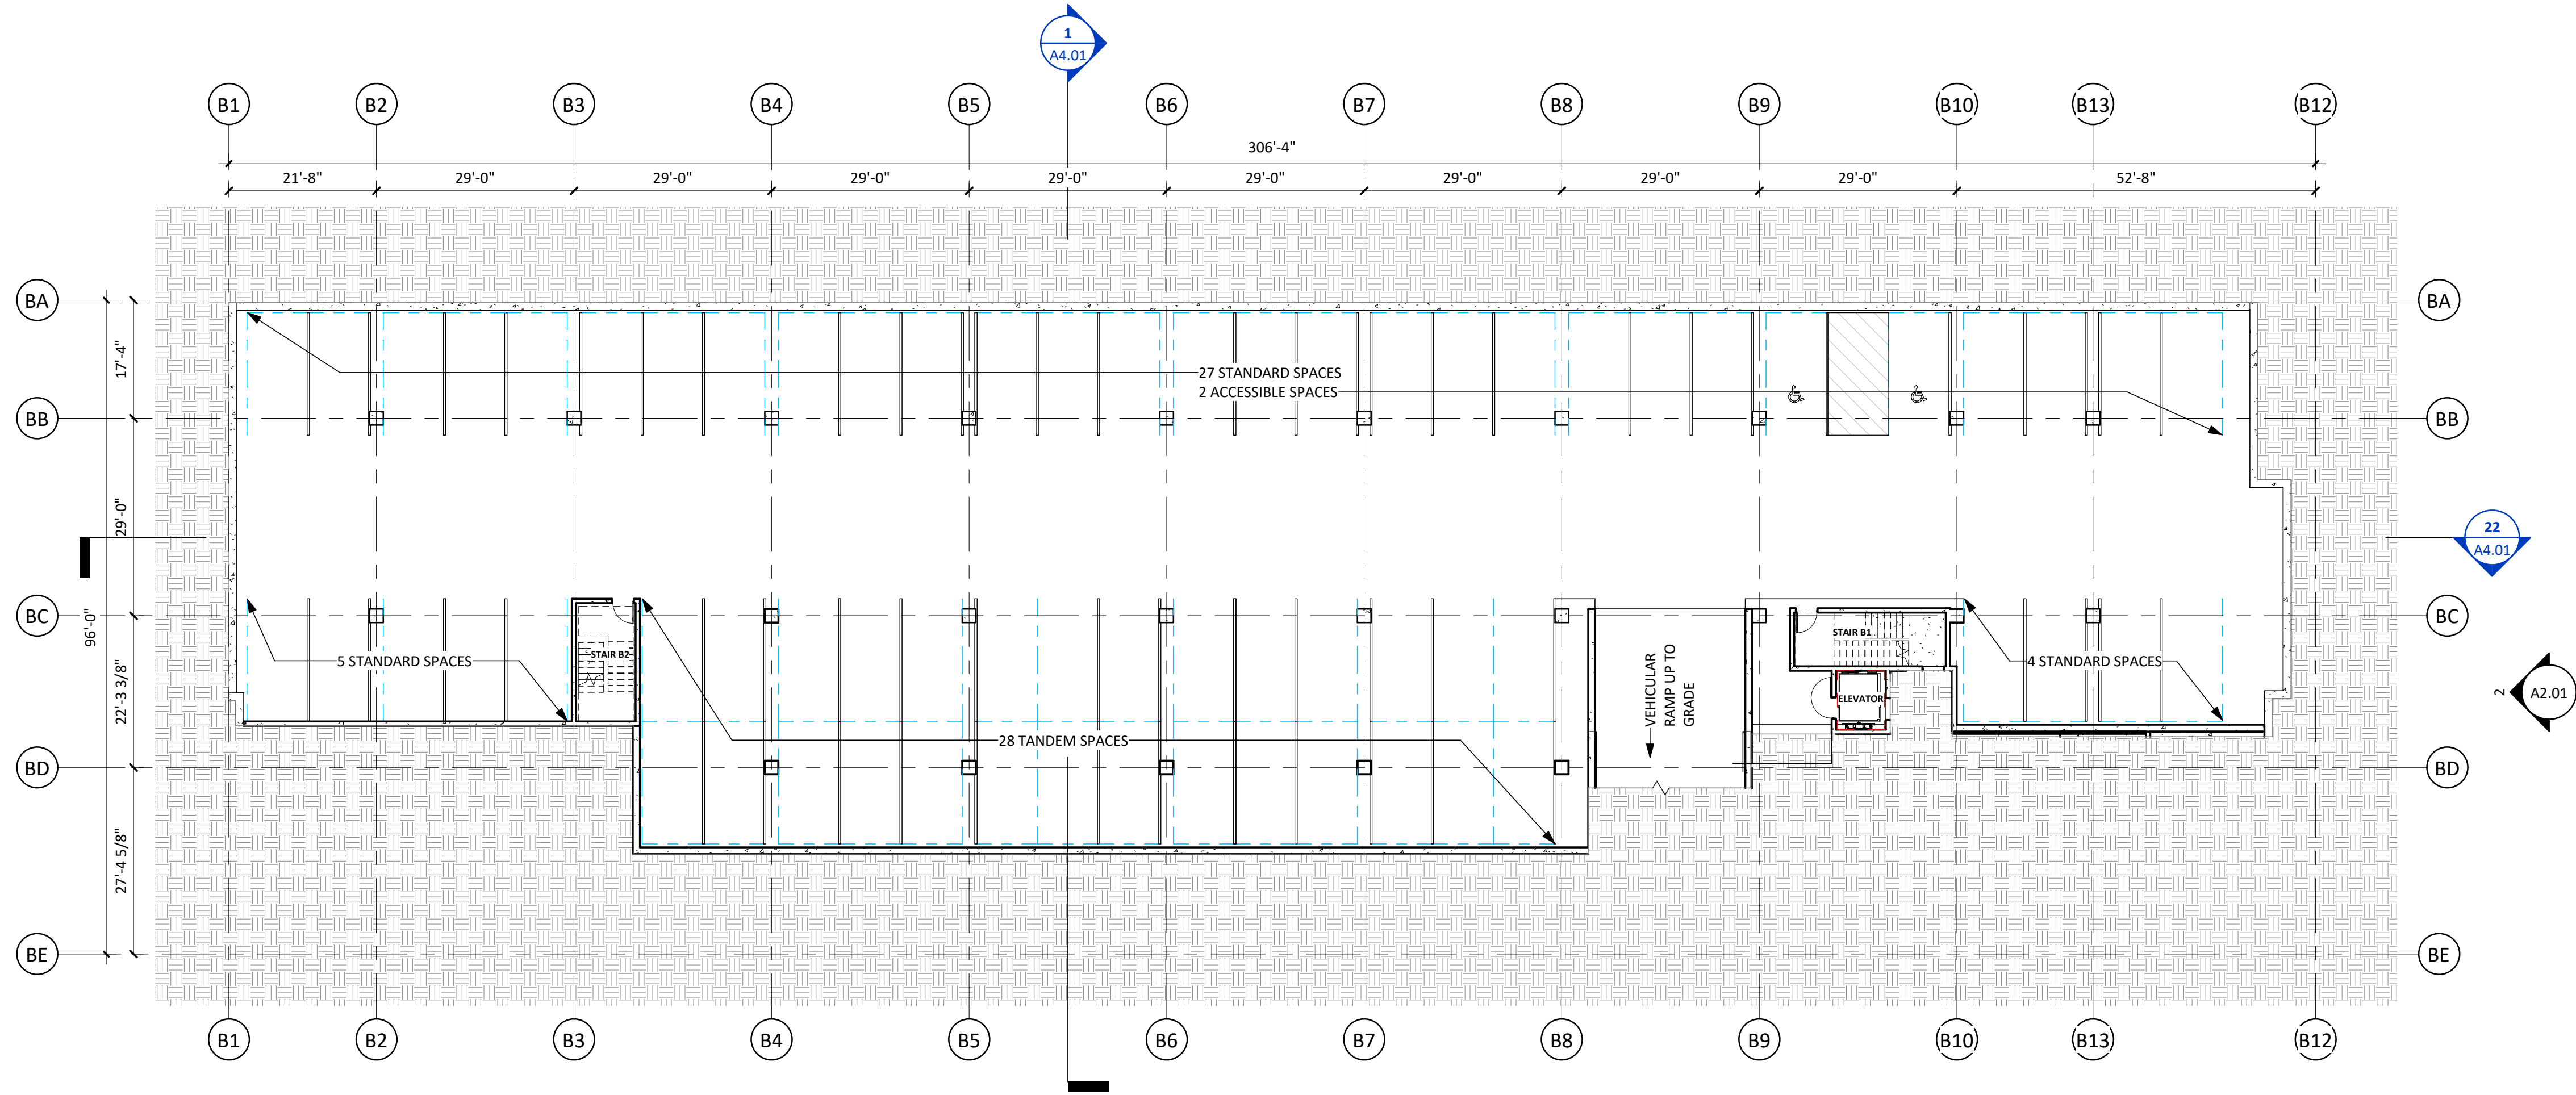 1
A4.01
B1
B2
B3
B4
B5
B6
B7
B8
B9
B10
B13
B12
306'-4"
21'-8"
29'-0"
29'-0"
29'-0"
29'-0"
29'-0"
29'-0"
29'-0"
29'-0"
52'-8"
BA
BA
17'-4"
27 STANDARD SPACES
2 ACCESSIBLE SPACES
BB
BB
29'-0"
22
A4.01
BC
BC
96'-0"
STAIR B2
STAIR B1
5 STANDARD SPACES
4 STANDARD SPACES
22'-3 3/8"
VEHICULAR
RAMP UP TO
GRADE
ELEVATOR
2
A2.01
28 TANDEM SPACES
BD
BD
27'-4 5/8"
BE
BE
B1
B2
B3
B4
B5
B6
B7
B8
B9
B10
B13
B12